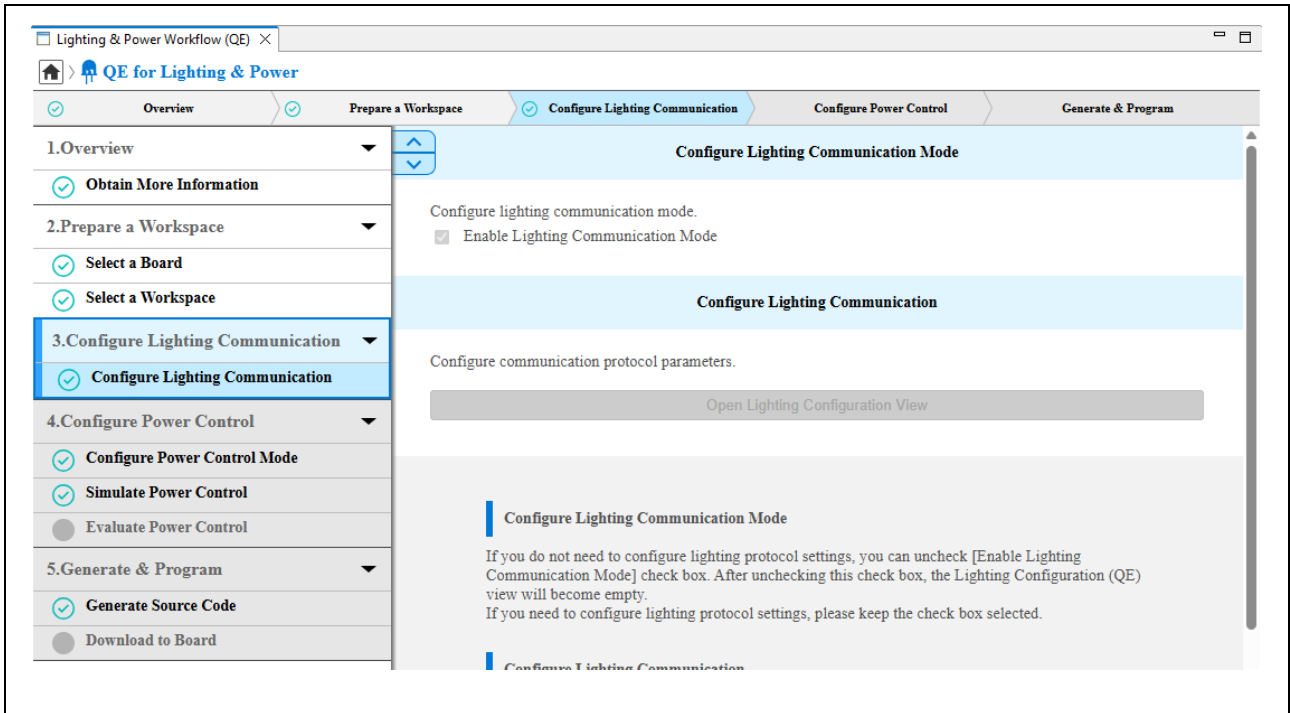 Lighting & Power Workflow (QE)
QE for Lighting & Power
Overview
Prepare a Workspace
Configure Lighting Communication
Configure Power Control
Generate & Program
1.Overview
Obtain More Information
2.Prepare a Workspace
Select a Board
Select a Workspace
3.Configure Lighting Communication
Configure Lighting Communication
4.Configure Power Control
Configure Power Control Mode
Simulate Power Control
Evaluate Power Control
5.Generate & Program
Generate Source Code
Download to Board
Configure Lighting Communication Mode
Configure lighting communication mode.
Enable Lighting Communication Mode
Configure Lighting Communication
Configure communication protocol parameters.
Open Lighting Configuration View
Configure Lighting Communication Mode
If you do not need to configure lighting protocol settings, you can uncheck [Enable Lighting
Communication Mode] check box. After unchecking this check box, the Lighting Configuration (QE)
view will become empty.
If you need to configure lighting protocol settings, please keep the check box selected.
Configure Lighting Communication